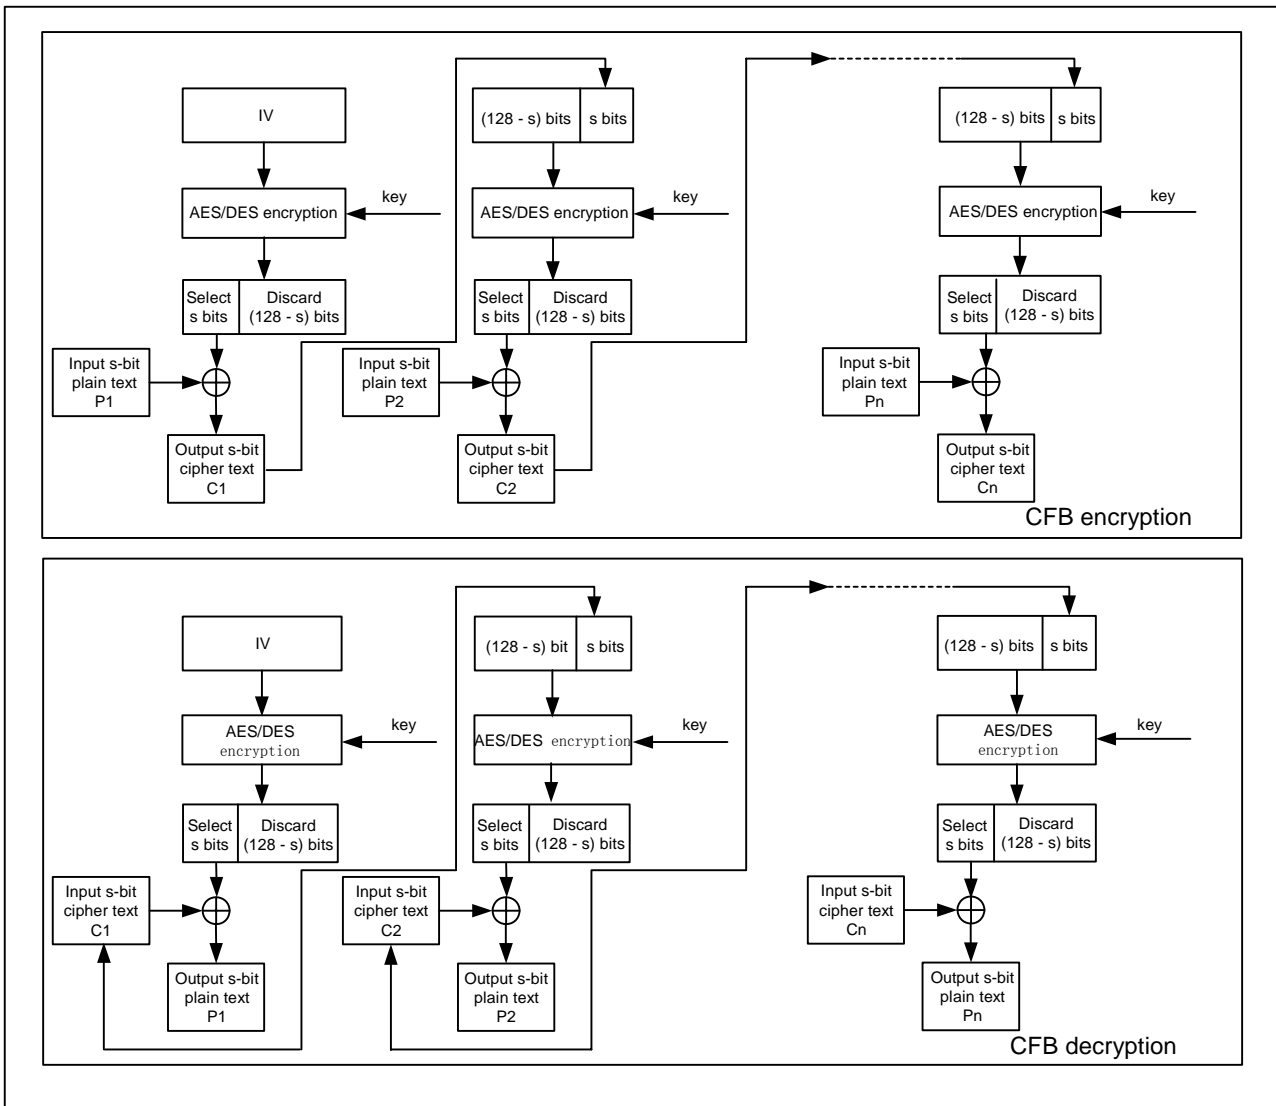 IV
(128 - s) bits
s bits
(128 - s) bits
s bits
AES/DES encryption
key
AES/DES encryption
key
AES/DES encryption
key
Select
s bits
Discard
(128 - s) bits
Select
s bits
Discard
(128 - s) bits
Select
s bits
Discard
(128 - s) bits
Input s-bit
plain text
P1
Input s-bit
plain text
P2
Input s-bit
plain text
Pn
Output s-bit
cipher text
C1
Output s-bit
cipher text
C2
Output s-bit
cipher text
Cn
CFB encryption
IV
(128 - s) bit
s bits
(128 - s) bits
s bits
AES/DES
encryption
key
AES/DES encryption
key
AES/DES
encryption
key
Select
s bits
Discard
(128 - s) bits
Select
s bits
Discard
(128 - s) bits
Select
s bits
Discard
(128 - s) bits
Input s-bit
cipher text
C1
Input s-bit
cipher text
C2
Input s-bit
cipher text
Cn
Output s-bit
plain text
P1
Output s-bit
plain text
P2
Output s-bit
plain text
Pn
CFB decryption